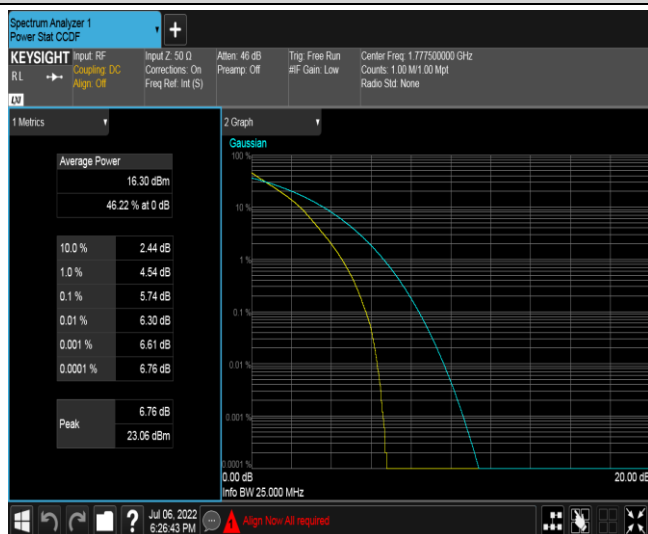 Spectrum Analyzer 1
Power Stat CCDF
+
KEYSIGHT
RL
LXI
Input: RF
Coupling: DC
Align: Off
Input Z: 50 Ω
Corrections: On
Freq Ref: Int (S)
Atten: 46 dB
Preamp: Off
Trig: Free Run
#IF Gain: Low
Center Freq: 1.777500000 GHz
Counts: 1.00 M/1.00 Mpt
Radio Std: None
1 Metrics
Average Power
16.30 dBm
46.22 % at 0 dB
10.0 % 2.44 dB
1.0 % 4.54 dB
0.1 % 5.74 dB
0.01 % 6.30 dB
0.001 % 6.61 dB
0.0001 % 6.76 dB
Peak
6.76 dB
23.06 dBm
2 Graph
Gaussian
100 %
10 %
1 %
0.1 %
0.01 %
0.001 %
0.0001 %
0.00 dB
20.00 dB
Info BW 25.000 MHz
?
Jul 06, 2022
6:26:43 PM
Align Now All required